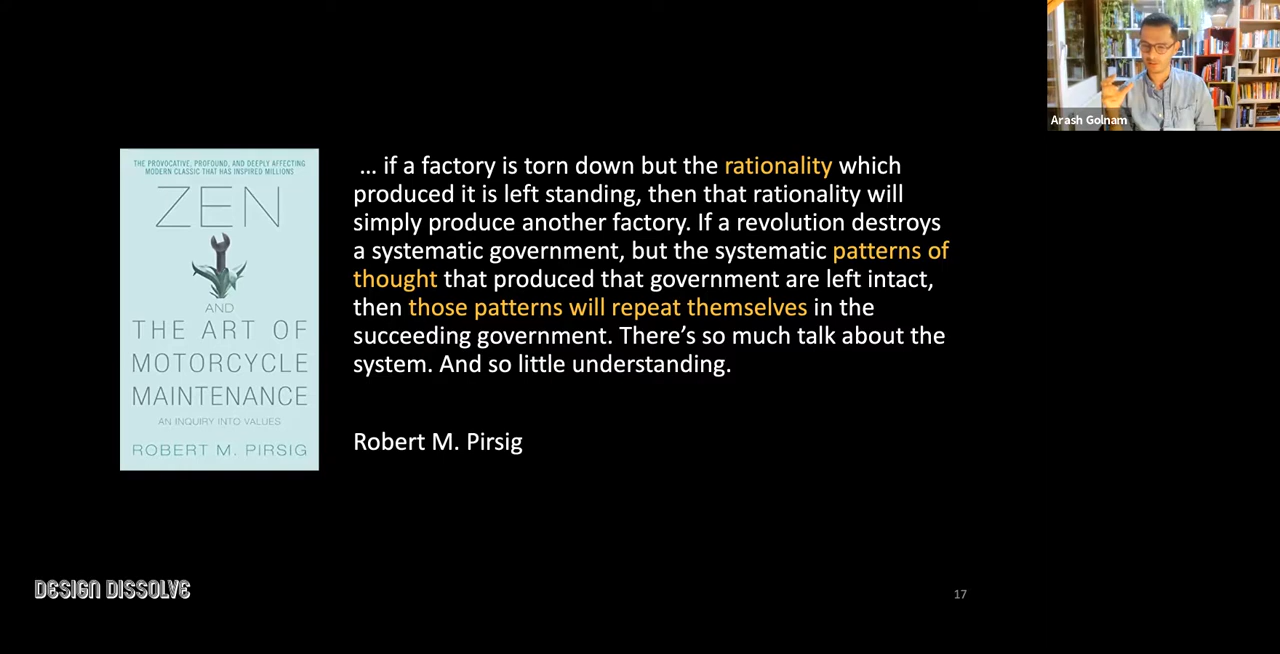 Arash Golnam
THE PROVOCATIVE, PROFOUND, AND DEEPLY AFFECTING
MODERN CLASSIC THAT HAS INSPIRED MILLIONS
ZEN
AND
THE ART OF
MOTORCYCLE
MAINTENANCE
AN INQUIRY INTO VALUES
ROBERT M. PIRSIG
... if a factory is torn down but the rationality which
produced it is left standing, then that rationality will
simply produce another factory. If a revolution destroys
a systematic government, but the systematic patterns of
thought that produced that government are left intact,
then those patterns will repeat themselves in the
succeeding government. There’s so much talk about the
system. And so little understanding.
Robert M. Pirsig
DESIGN DISSOLVE
17